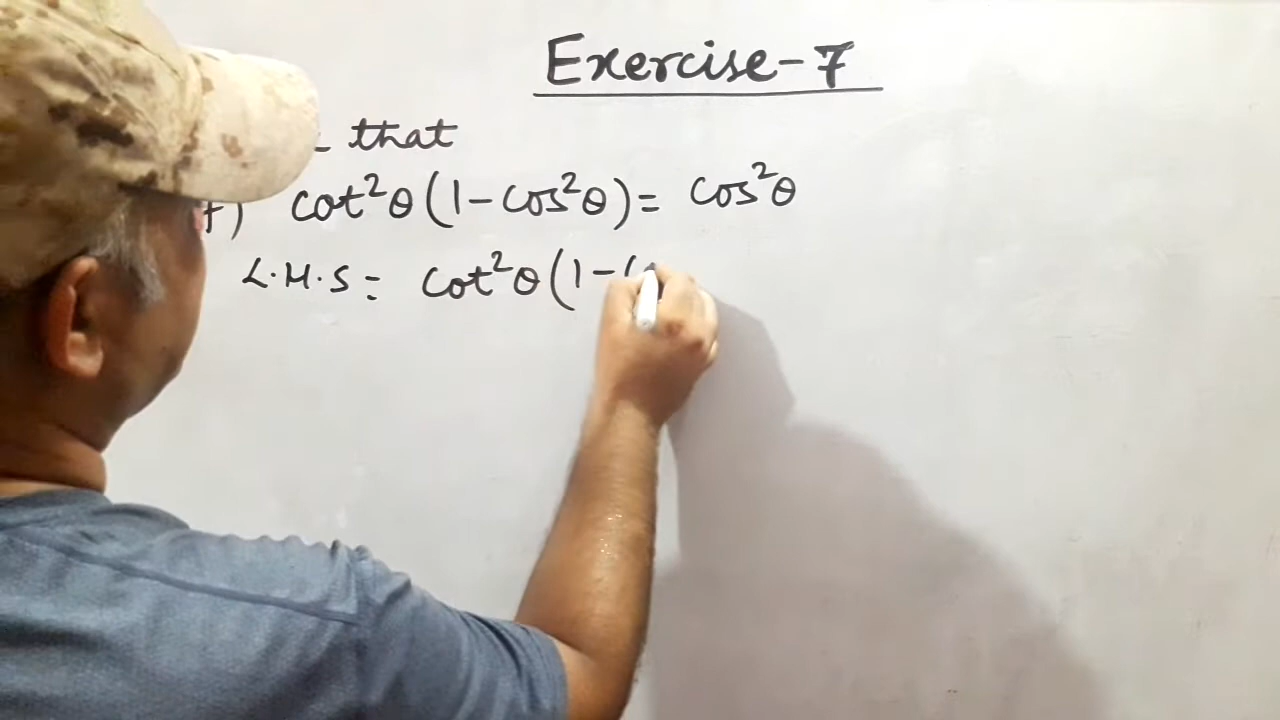 Exercise-7
that
cot²θ(1-cos²θ)= cos²θ
L.H.S = cot²θ(1-